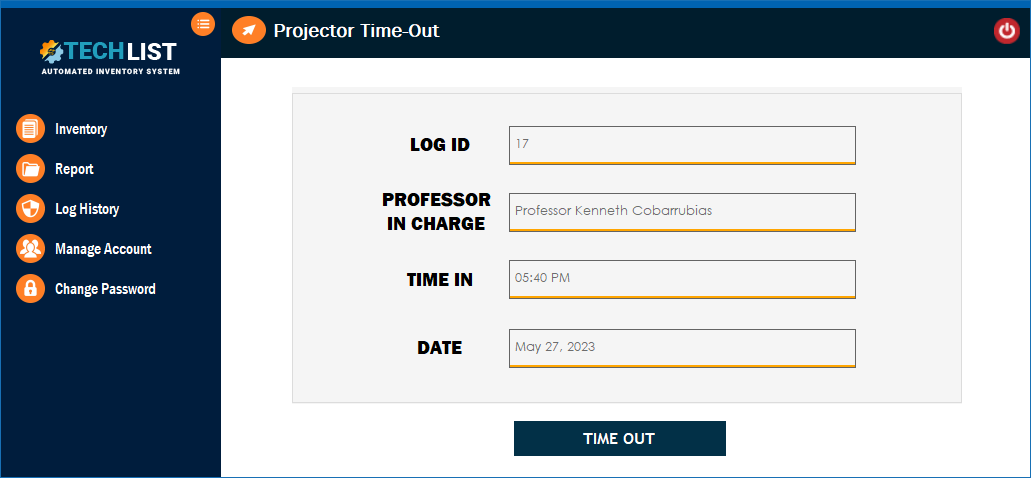 TECHLIST
AUTOMATED INVENTORY SYSTEM
Inventory
Report
Log History
Manage Account
Change Password
Projector Time-Out
LOG ID
17
PROFESSOR
IN CHARGE
Professor Kenneth Cobarrubias
TIME IN
05:40 PM
DATE
May 27, 2023
TIME OUT